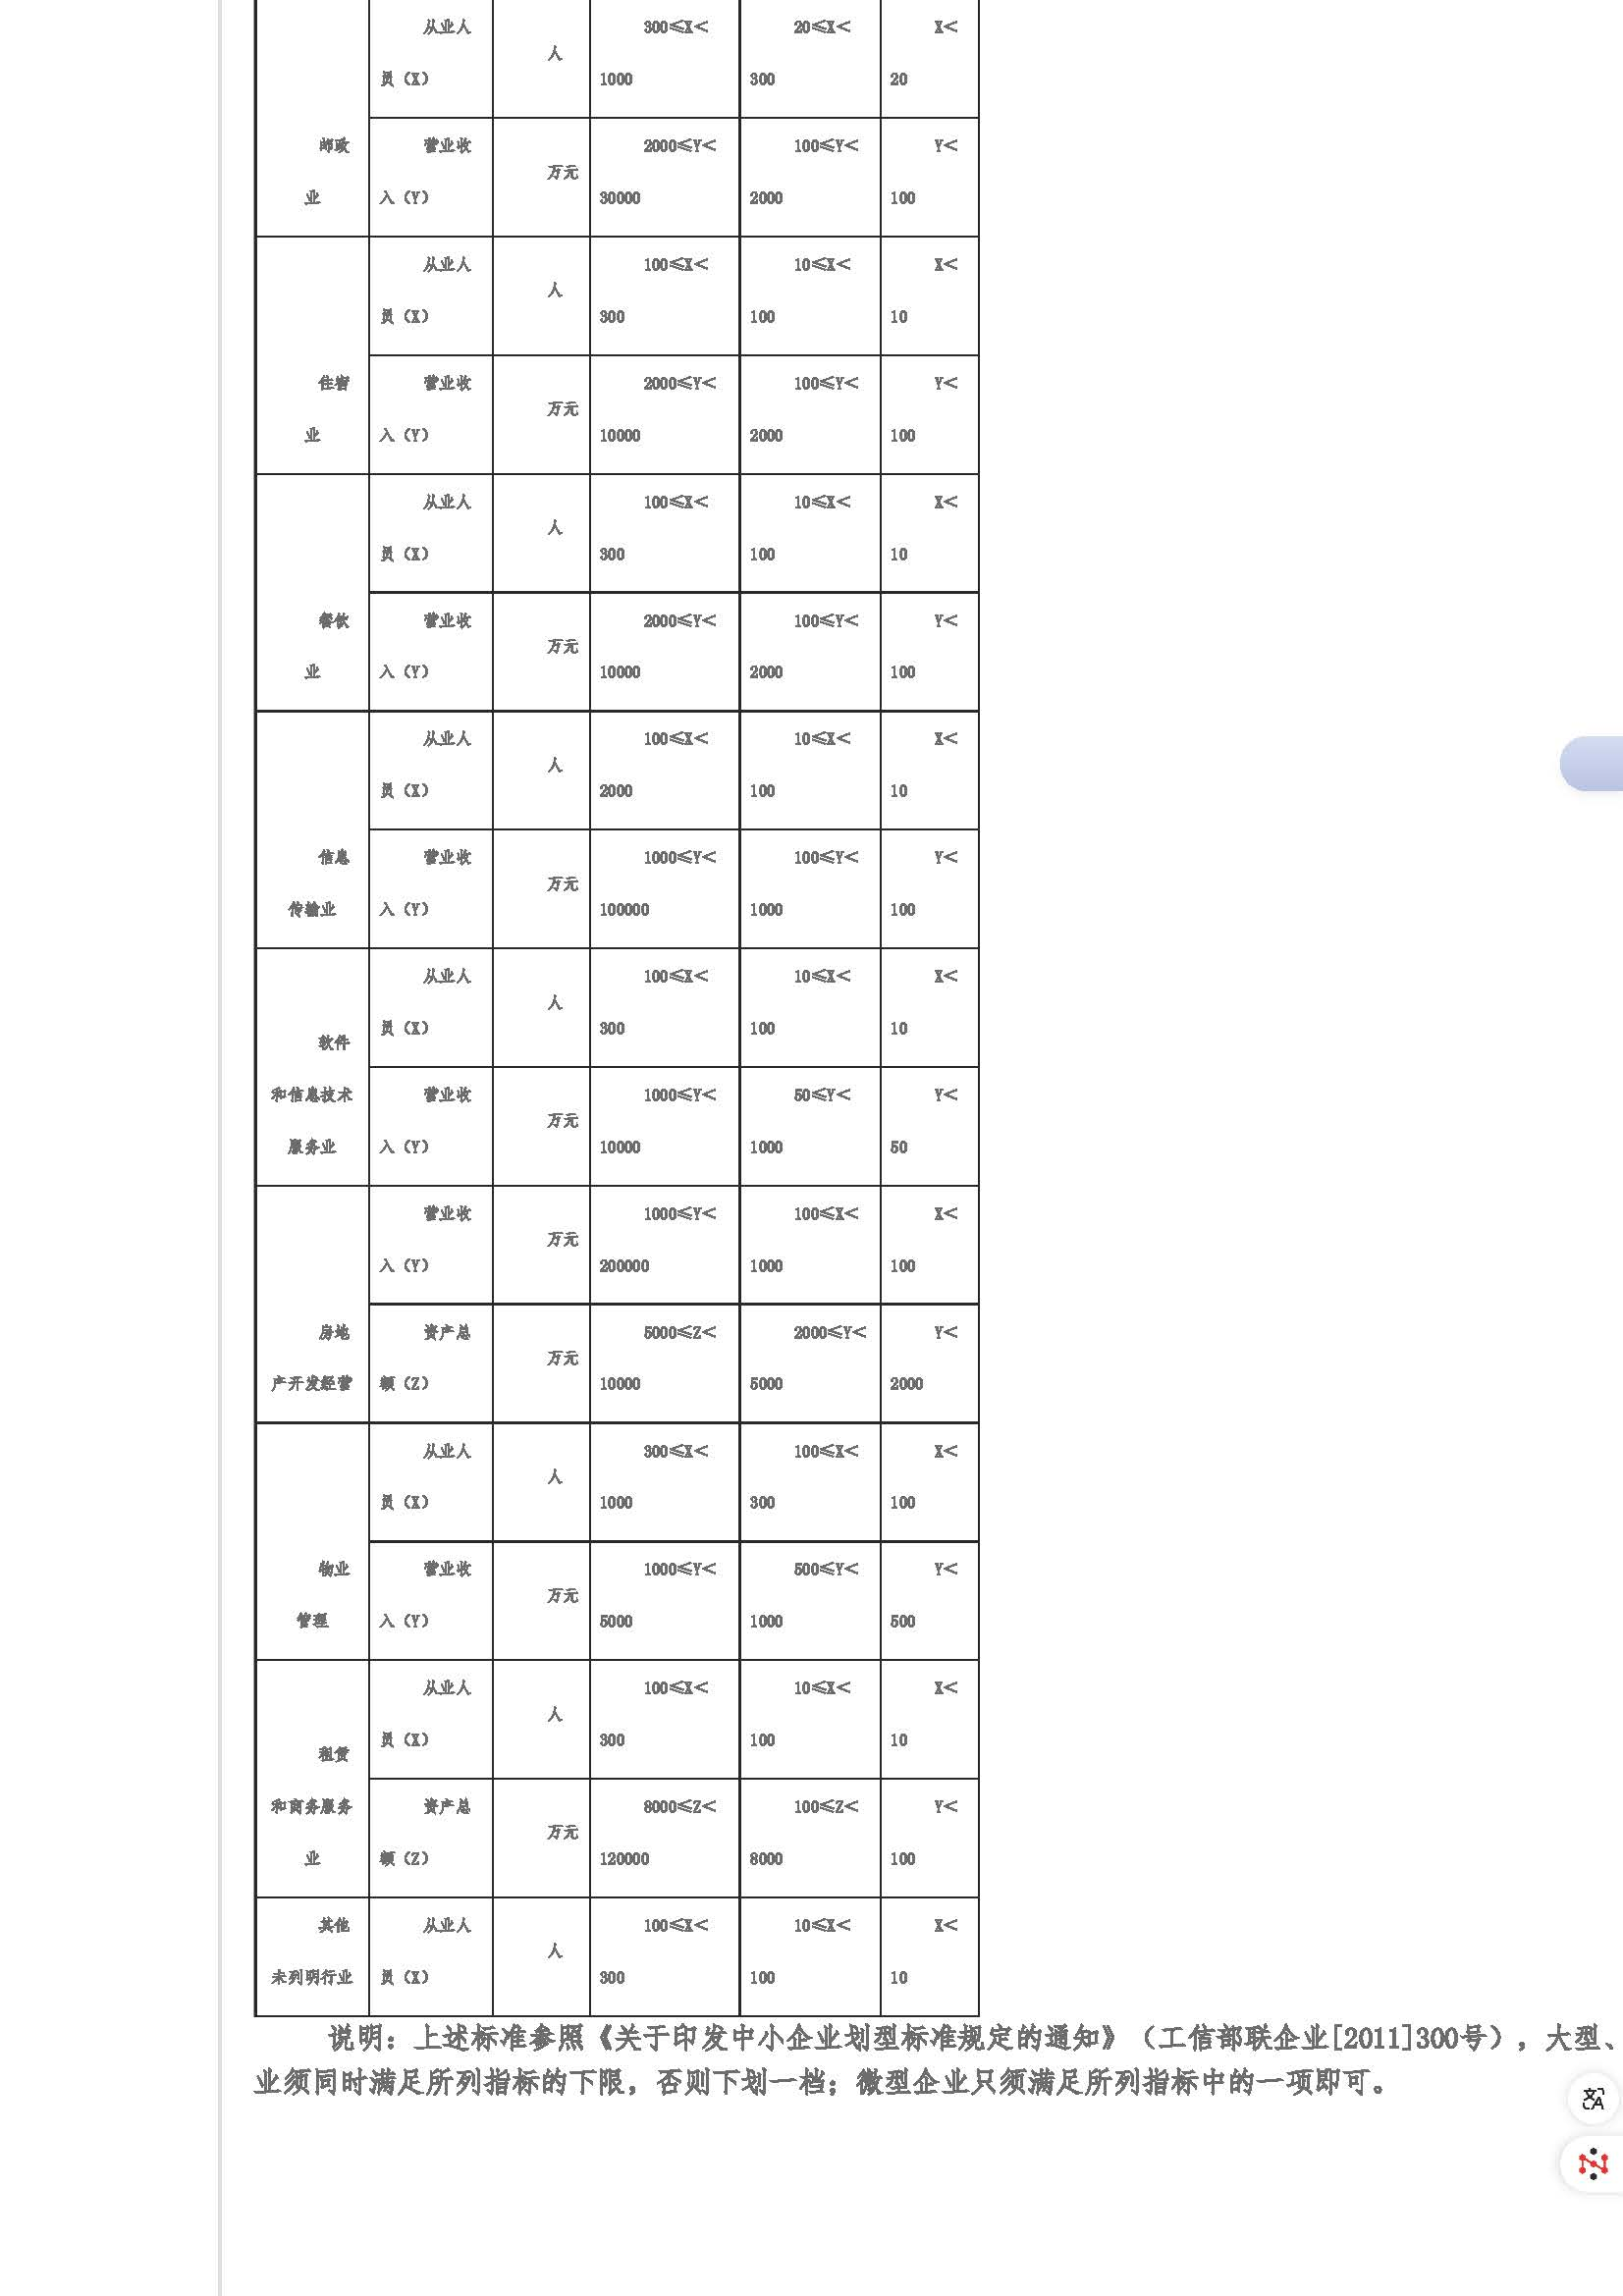 从业人
员（X）
人
300≤X＜
1000
20≤X＜
300
X＜
20
邮政
业
营业收
入（Y）
万元
2000≤Y＜
30000
100≤Y＜
2000
Y＜
100
住宿
业
从业人
员（X）
人
100≤X＜
300
10≤X＜
100
X＜
10
营业收
入（Y）
万元
2000≤Y＜
10000
100≤Y＜
2000
Y＜
100
餐饮
业
从业人
员（X）
人
100≤X＜
300
10≤X＜
100
X＜
10
营业收
入（Y）
万元
2000≤Y＜
10000
100≤Y＜
2000
Y＜
100
信息
传输业
从业人
员（X）
人
100≤X＜
2000
10≤X＜
100
X＜
10
营业收
入（Y）
万元
1000≤Y＜
100000
100≤Y＜
1000
Y＜
100
软件
和信息技术
服务业
从业人
员（X）
人
100≤X＜
300
10≤X＜
100
X＜
10
营业收
入（Y）
万元
1000≤Y＜
10000
50≤Y＜
1000
Y＜
50
房地
产开发经营
营业收
入（Y）
万元
1000≤Y＜
200000
100≤X＜
1000
X＜
100
资产总
额（Z）
万元
5000≤Z＜
10000
2000≤Y＜
5000
Y＜
2000
物业
管理
从业人
员（X）
人
300≤X＜
1000
100≤X＜
300
X＜
100
营业收
入（Y）
万元
1000≤Y＜
5000
500≤Y＜
1000
Y＜
500
租赁
和商务服务
业
从业人
员（X）
人
100≤X＜
300
10≤X＜
100
X＜
10
资产总
额（Z）
万元
8000≤Z＜
120000
100≤Z＜
8000
Y＜
100
其他
未列明行业
从业人
员（X）
人
100≤X＜
300
10≤X＜
100
X＜
10
说明：上述标准参照《关于印发中小企业划型标准规定的通知》（工信部联企业[2011]300号），大型、
业须同时满足所列指标的下限，否则下划一档；微型企业只须满足所列指标中的一项即可。